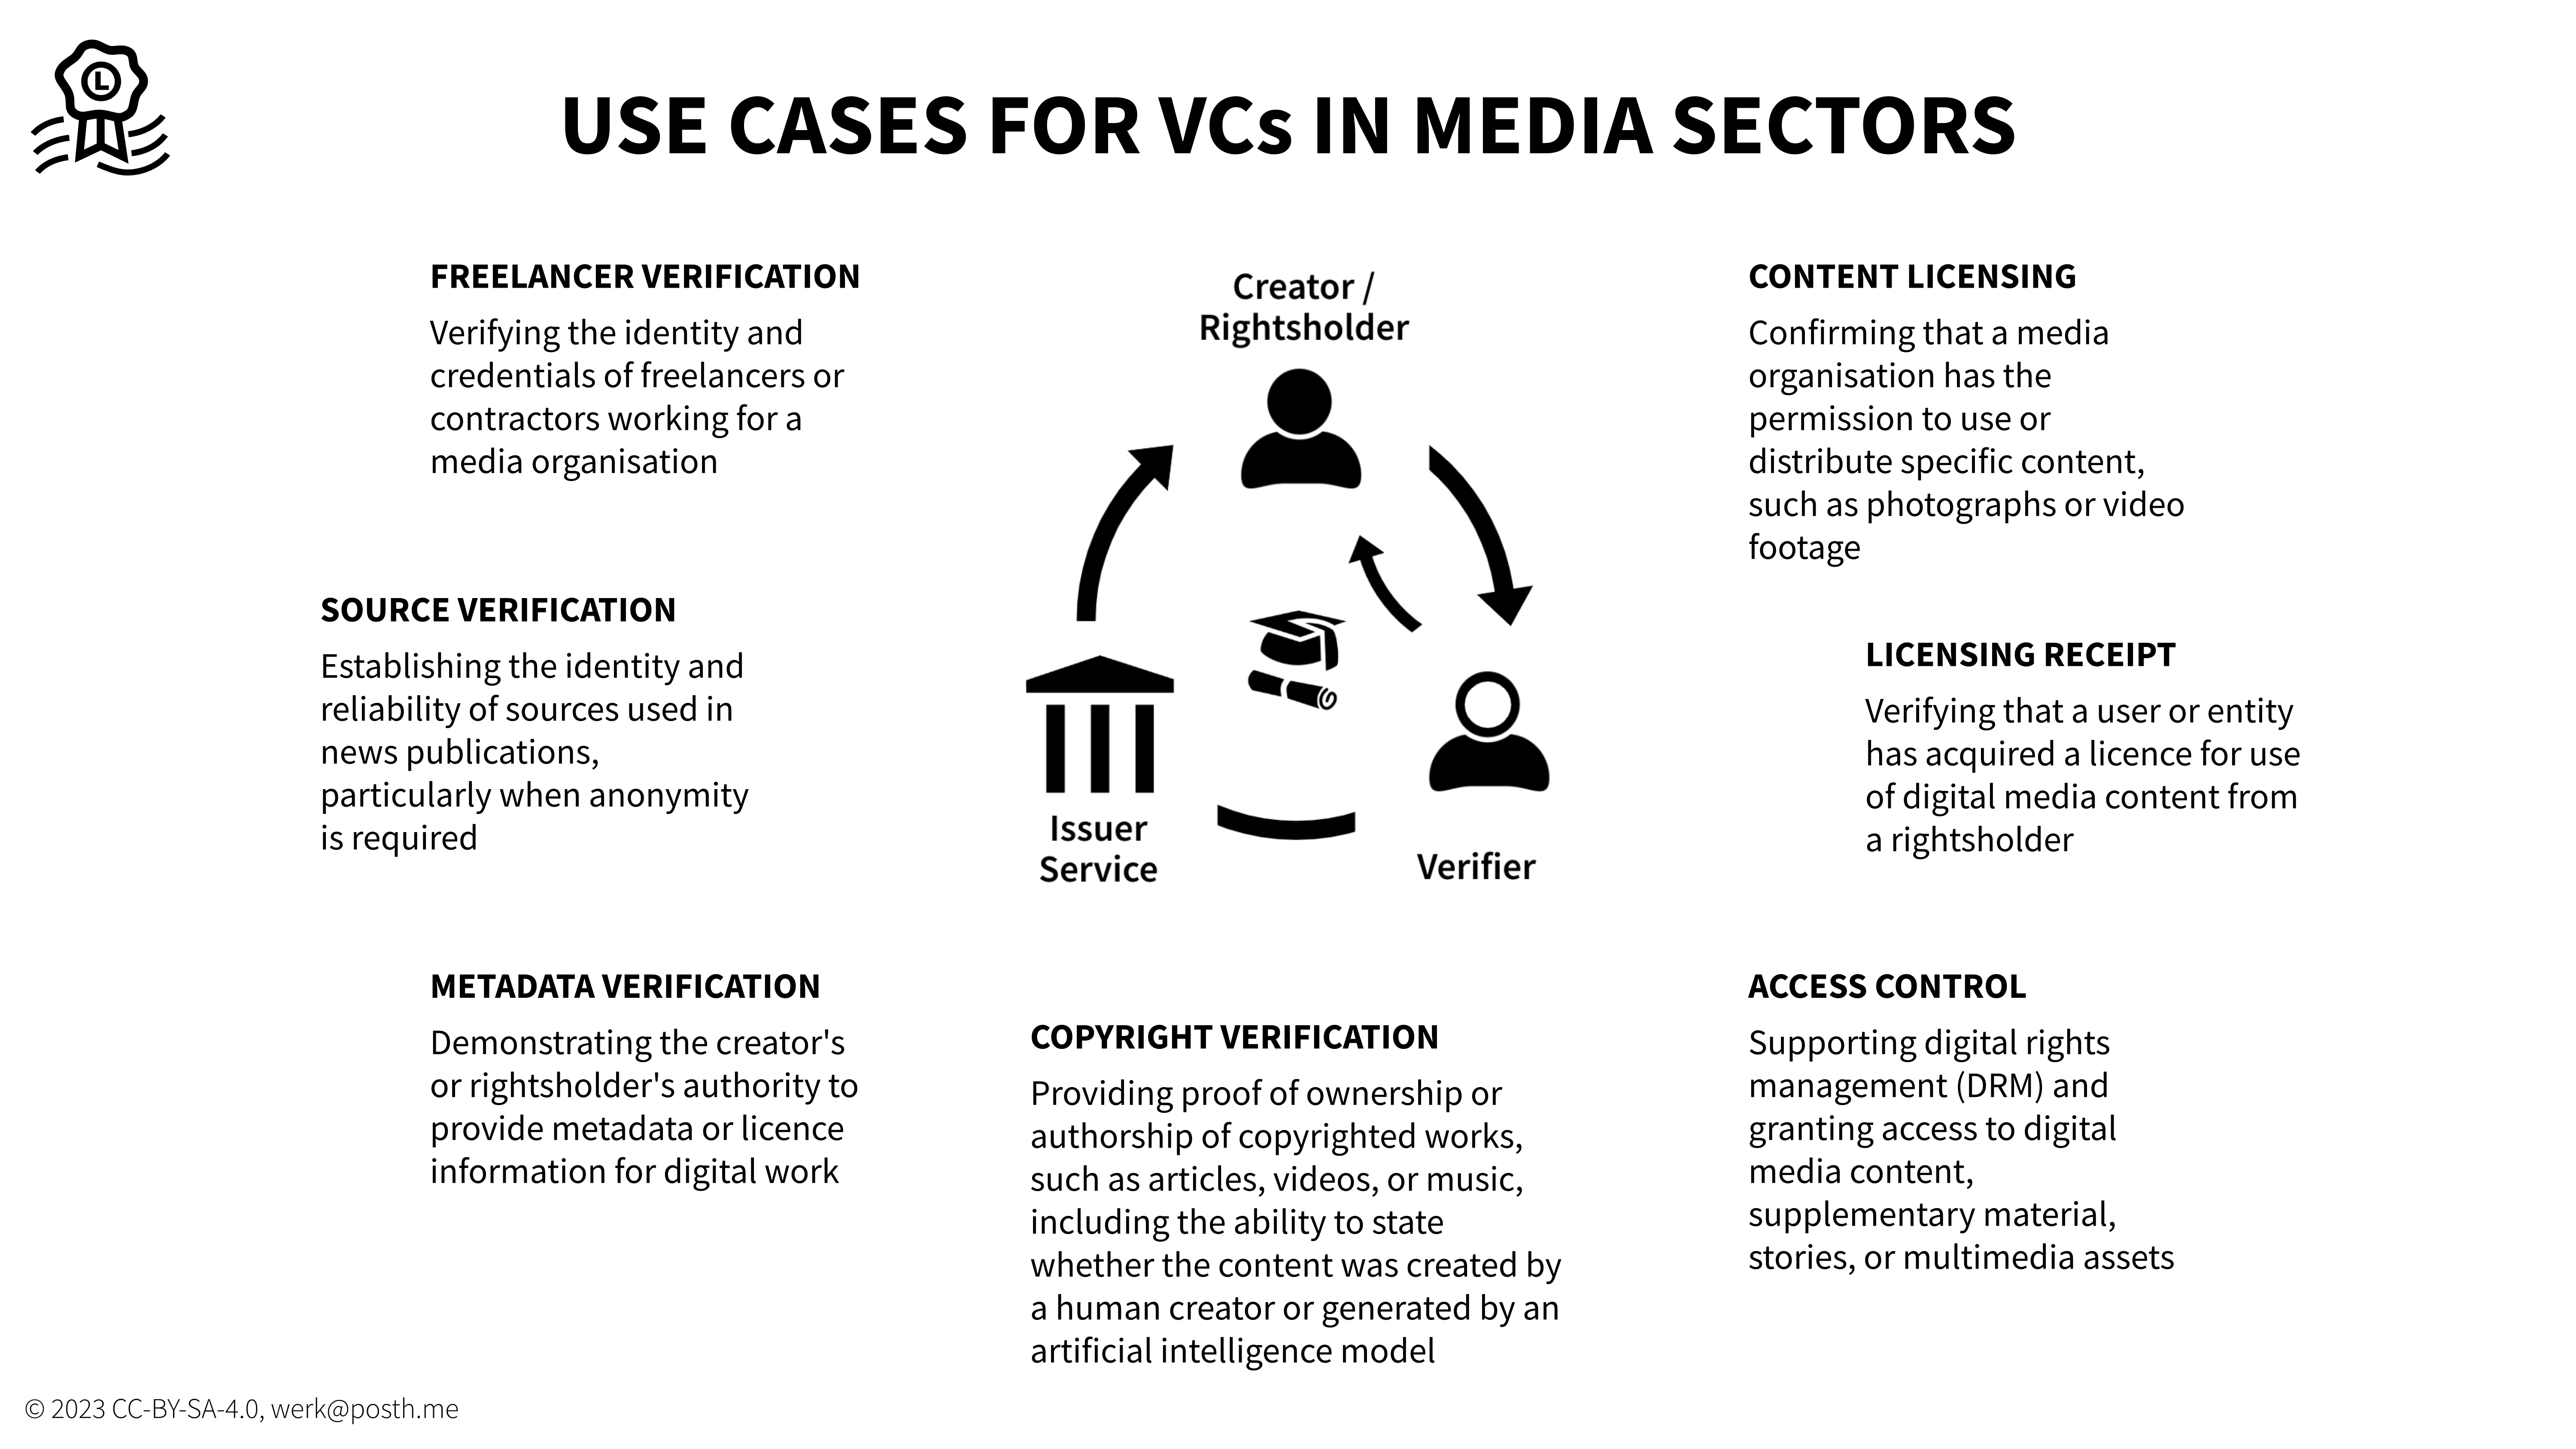 L
USE CASES FOR VCs IN MEDIA SECTORS
FREELANCER VERIFICATION
Verifying the identity and
credentials of freelancers or
contractors working for a
media organisation
SOURCE VERIFICATION
Establishing the identity and
reliability of sources used in
news publications,
particularly when anonymity
is required
METADATA VERIFICATION
Demonstrating the creator's
or rightsholder's authority to
provide metadata or licence
information for digital work
Creator /
Rightsholder
Issuer
Service
Verifier
COPYRIGHT VERIFICATION
Providing proof of ownership or
authorship of copyrighted works,
such as articles, videos, or music,
including the ability to state
whether the content was created by
a human creator or generated by an
artificial intelligence model
CONTENT LICENSING
Confirming that a media
organisation has the
permission to use or
distribute specific content,
such as photographs or video
footage
LICENSING RECEIPT
Verifying that a user or entity
has acquired a licence for use
of digital media content from
a rightsholder
ACCESS CONTROL
Supporting digital rights
management (DRM) and
granting access to digital
media content,
supplementary material,
stories, or multimedia assets
© 2023 CC-BY-SA-4.0, werk@posth.me